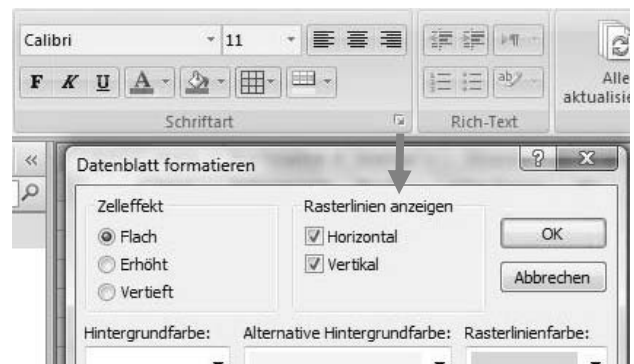 Calibri 11
F K U A
ab
Alle
aktualisie
Schriftart Rich-Text
Datenblatt formatieren
Zelleffekt Rasterlinien anzeigen
Flach Horizontal OK
Erhöht Vertikal
Abbrechen
Vertieft
Hintergrundfarbe: Alternative Hintergrundfarbe: Rasterlinienfarbe: